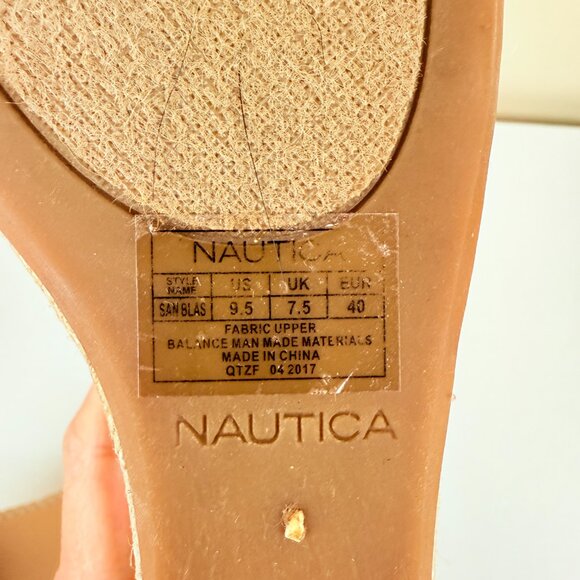 NAUTICA
STYLE NAME US UK EUR
SAN BLAS 9.5 7.5 40
FABRIC UPPER
BALANCE MAN MADE MATERIALS
MADE IN CHINA
QTZF 04 2017
NAUTICA